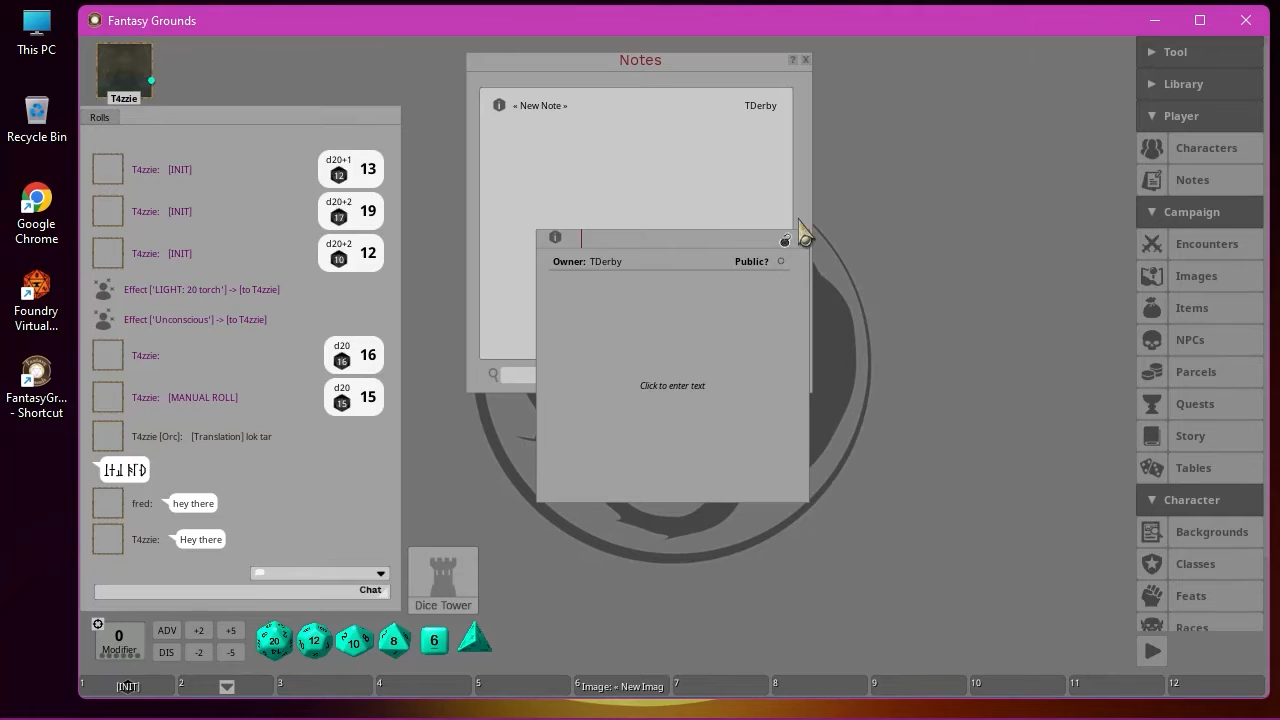 This PC
Recycle Bin
Google
Chrome
Foundry
Virtual...
FantasyGr...
- Shortcut
Fantasy Grounds
T4zzie
Rolls
T4zzie: [INIT] d20+1 12 13
T4zzie: [INIT] d20+2 17 19
T4zzie: [INIT] d20+2 10 12
Effect ['LIGHT: 20 torch'] -> [to T4zzie]
Effect ['Unconscious'] -> [to T4zzie]
T4zzie: d20 16 16
T4zzie: [MANUAL ROLL] d20 15 15
T4zzie [Orc]: [Translation] lok tar
fred: hey there
T4zzie: Hey there
Chat
Dice Tower
0
Modifier
ADV +2 +5
DIS -2 -5
20 12 10 8 6
1 [INIT] 2 3 4 5 6 Image: « New Imag 7 8 9 10 11 12
Notes ? X
« New Note » TDerby
Owner: TDerby Public?
Click to enter text
Tool
Library
Player
Characters
Notes
Campaign
Encounters
Images
Items
NPCs
Parcels
Quests
Story
Tables
Character
Backgrounds
Classes
Feats
Races